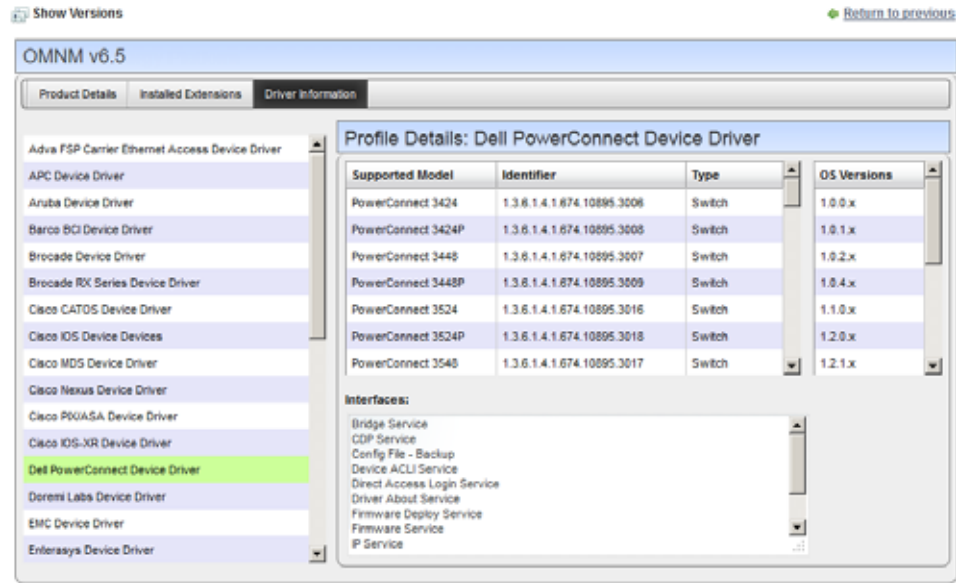 Show Versions
Return to previous
OMNM v6.5
Product Details
Installed Extensions
Driver Information
Adva FSP Carrier Ethernet Access Device Driver
APC Device Driver
Aruba Device Driver
Barco BCI Device Driver
Brocade Device Driver
Brocade RX Series Device Driver
Cisco CATOS Device Driver
Cisco IOS Device Devices
Cisco MDS Device Driver
Cisco Nexus Device Driver
Cisco PIX/ASA Device Driver
Cisco IOS-XR Device Driver
Dell PowerConnect Device Driver
Doremi Labs Device Driver
EMC Device Driver
Enterasys Device Driver
Profile Details: Dell PowerConnect Device Driver
Supported Model Identifier Type
PowerConnect 3424 1.3.6.1.4.1.674.10895.3006 Switch
PowerConnect 3424P 1.3.6.1.4.1.674.10895.3008 Switch
PowerConnect 3448 1.3.6.1.4.1.674.10895.3007 Switch
PowerConnect 3448P 1.3.6.1.4.1.674.10895.3009 Switch
PowerConnect 3524 1.3.6.1.4.1.674.10895.3016 Switch
PowerConnect 3524P 1.3.6.1.4.1.674.10895.3018 Switch
PowerConnect 3548 1.3.6.1.4.1.674.10895.3017 Switch
OS Versions
1.0.0.x
1.0.1.x
1.0.2.x
1.0.4.x
1.1.0.x
1.2.0.x
1.2.1.x
Interfaces:
Bridge Service
CDP Service
Config File - Backup
Device ACLI Service
Direct Access Login Service
Driver About Service
Firmware Deploy Service
Firmware Service
IP Service